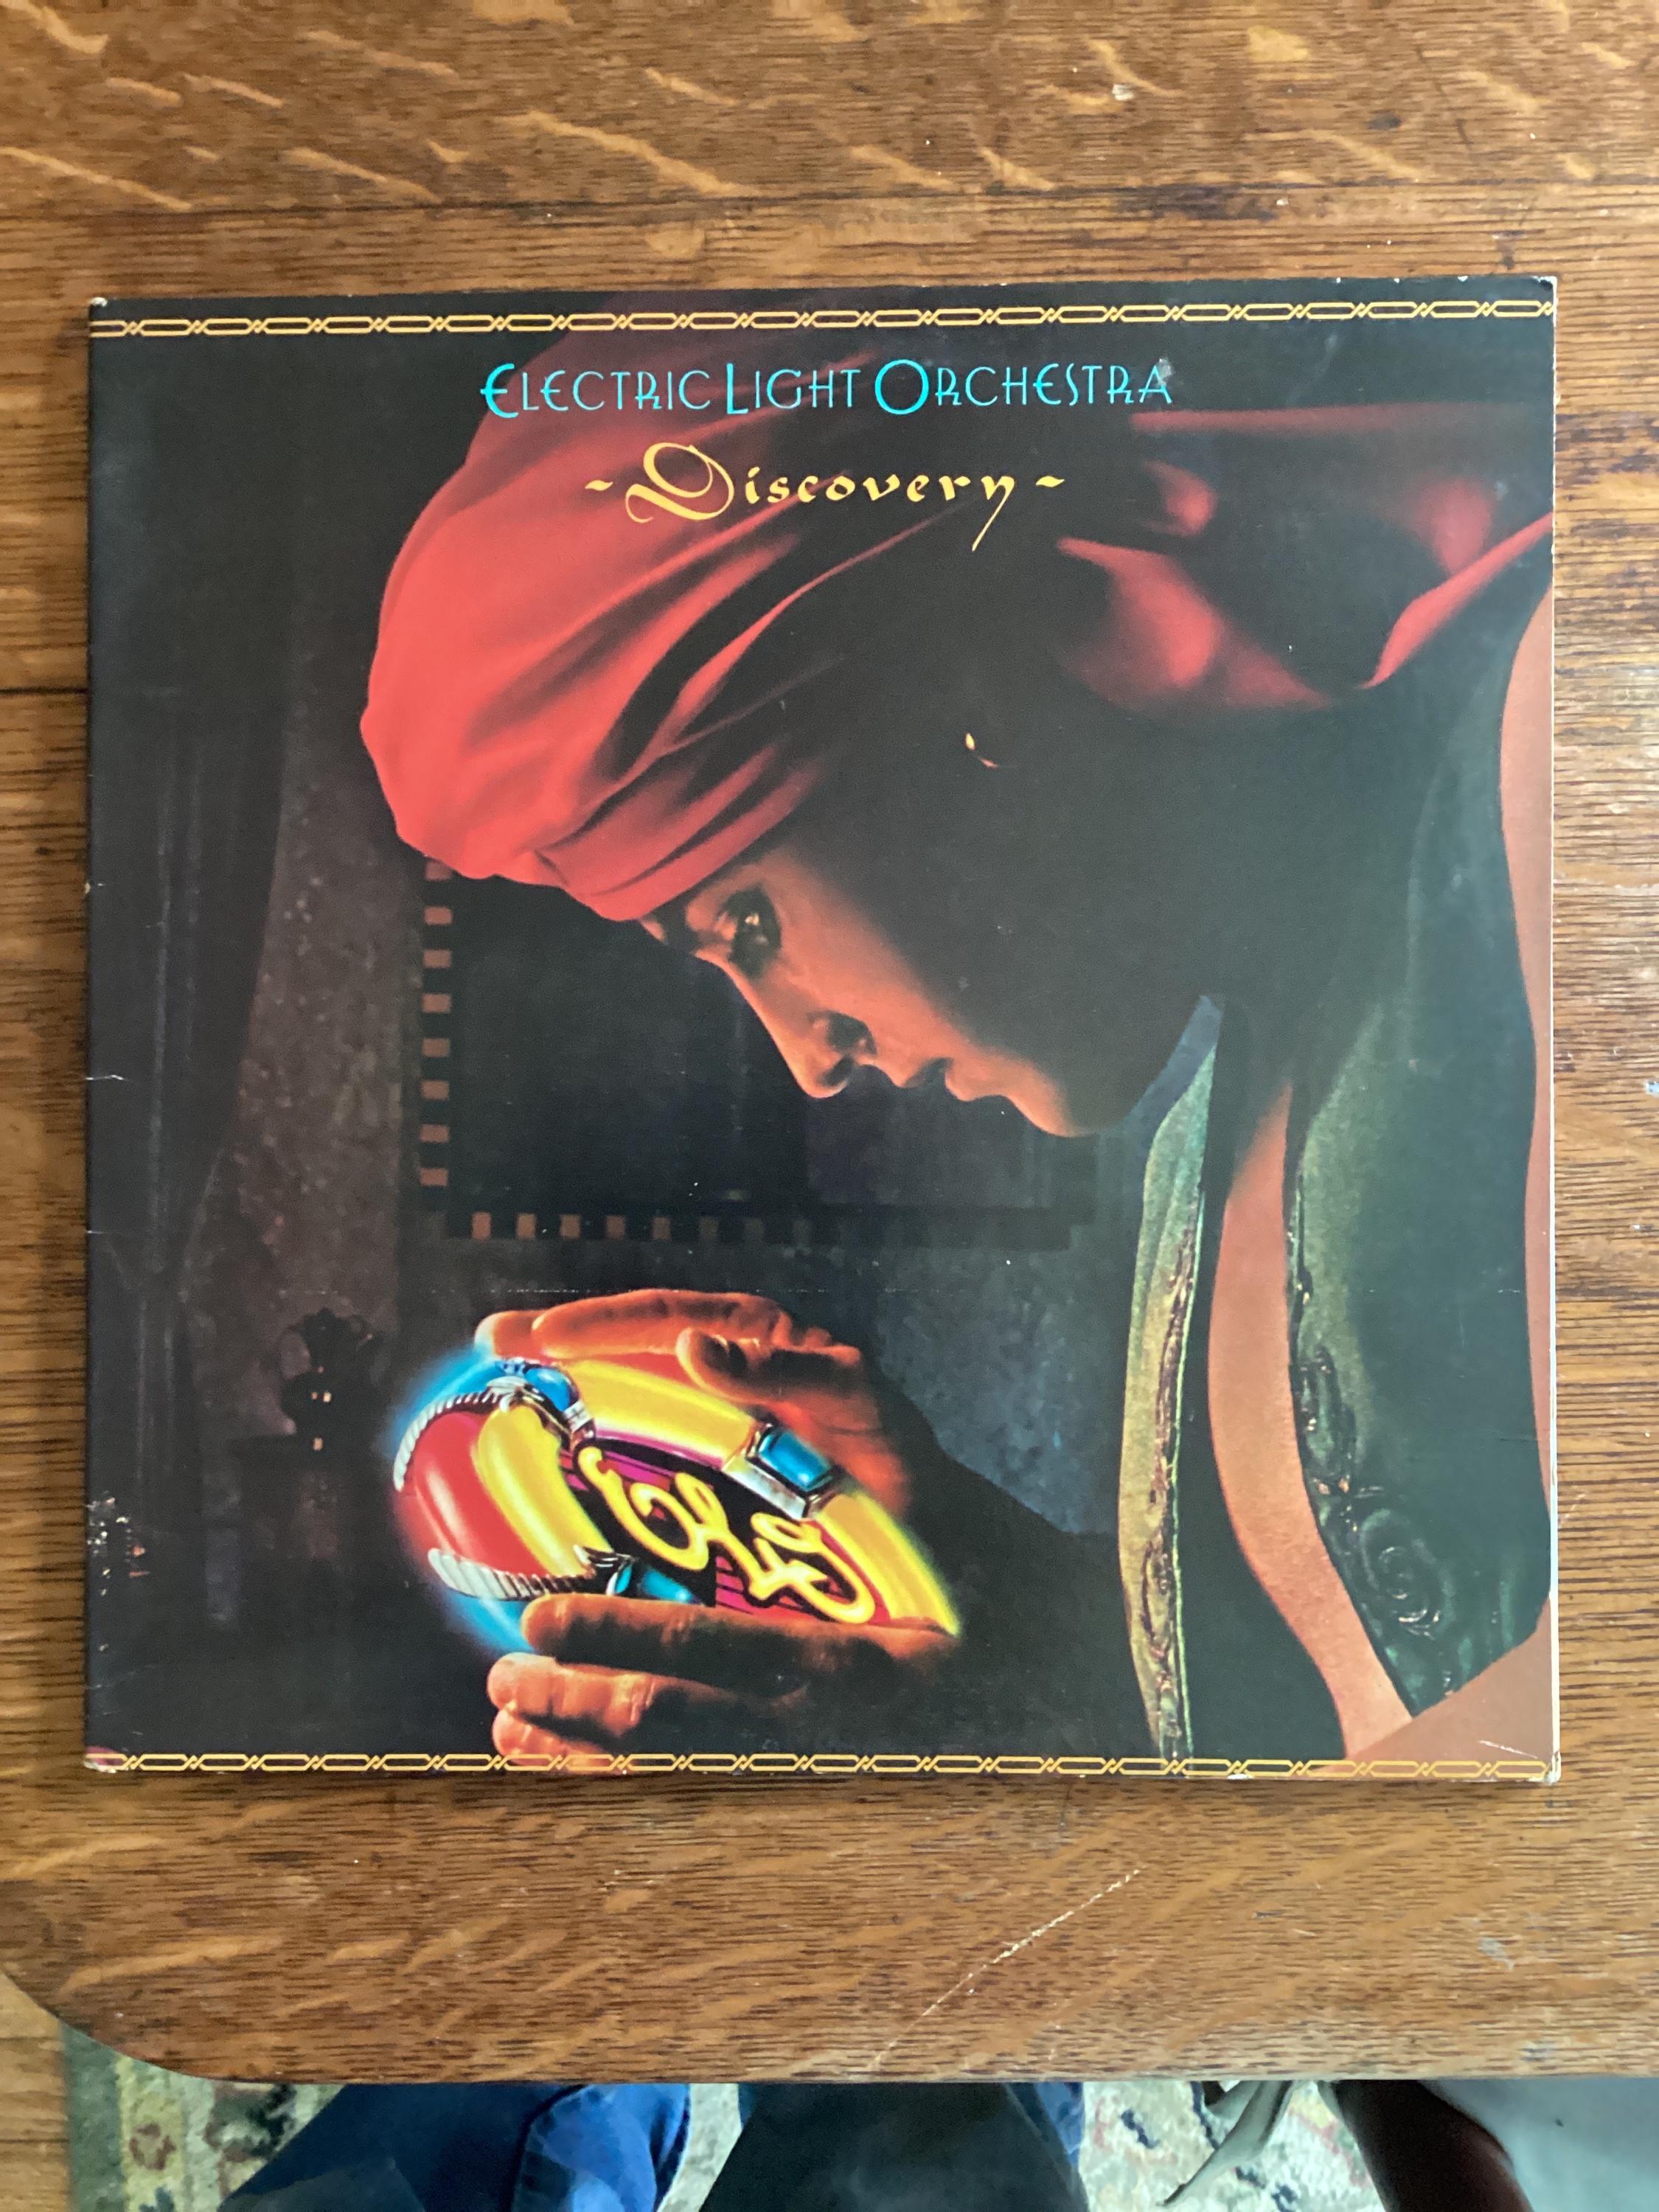 Electric Light Orchestra
-Discovery-
ELO